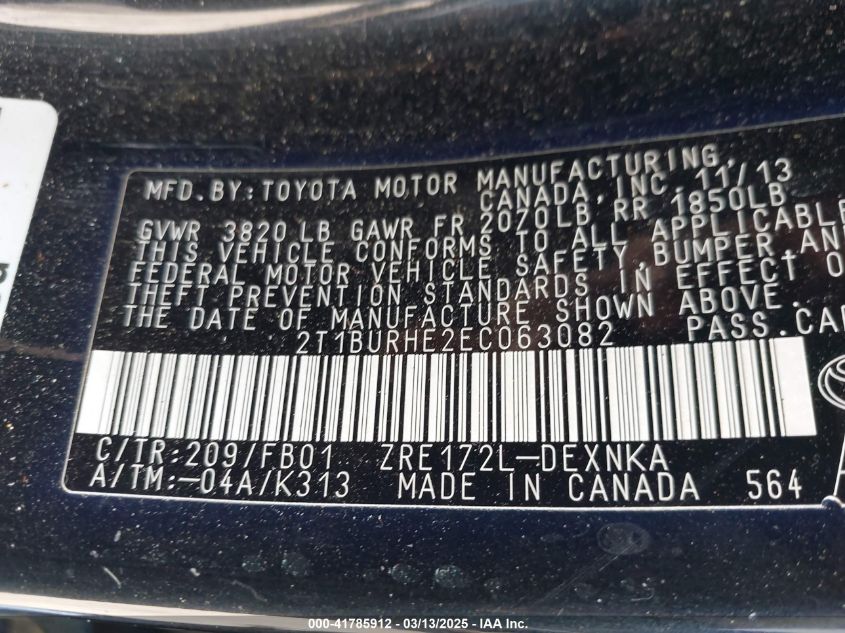 MFD. BY: TOYOTA MOTOR MANUFACTURING,
CANADA, INC. 11/13
GVWR 3820 LB GAWR FR 2070LB RR 1850LB
THIS VEHICLE CONFORMS TO ALL APPLICABLE
FEDERAL MOTOR VEHICLE SAFETY, BUMPER AND
THEFT PREVENTION STANDARDS IN EFFECT O
THE DATE OF MANUFACTURE SHOWN ABOVE.
2T1BURHE2EC063082 PASS.CAR
C/TR:209/FB01 ZRE172L-DEXNKA
A/TM:-04A/K313 MADE IN CANADA 564
000-41785912 - 03/13/2025 - IAA Inc.